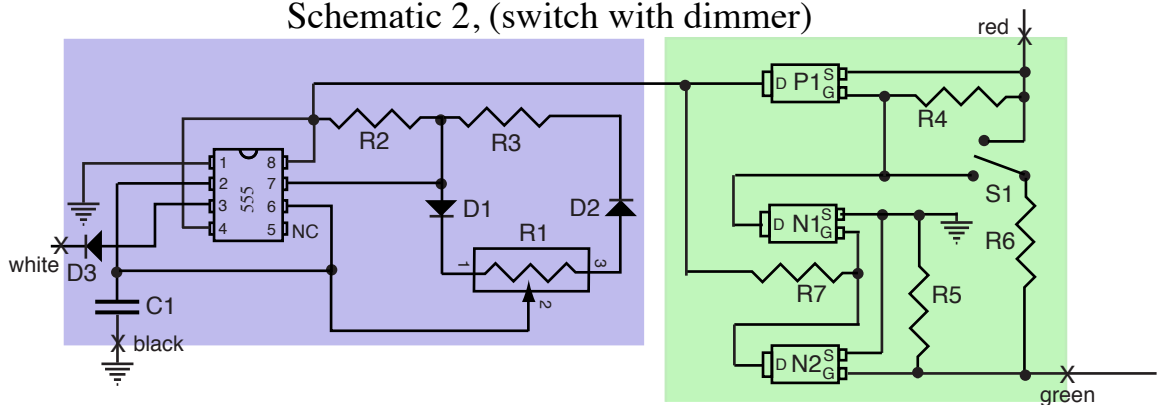 Schematic 2, (switch with dimmer)
red
D P1 S
G
R4
R2
R3
1 8
2 7
3 6
4 5
555
NC
D1
D2
S1
D N1 S
G
R1
R6
1
3
2
white
D3
R7
R5
C1
black
D N2 S
G
green